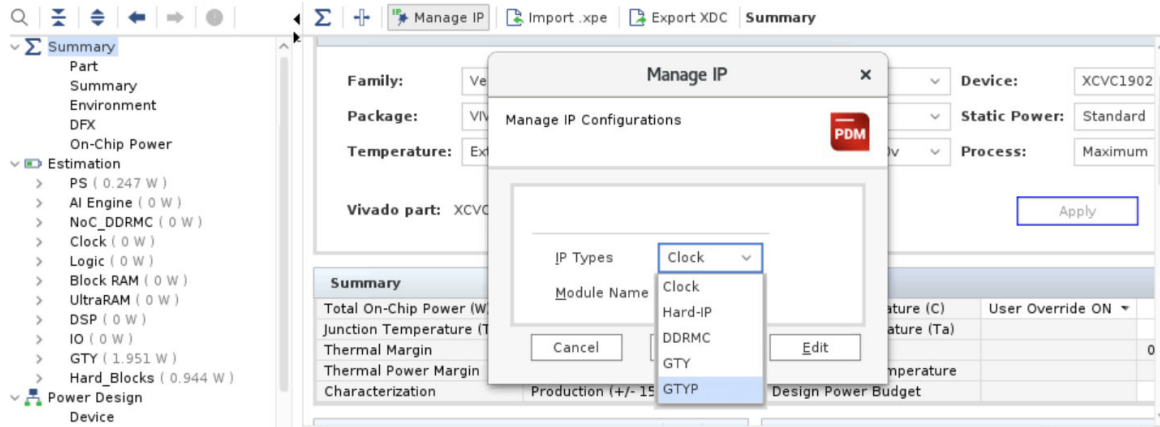 Manage IP
Import .xpe
Export XDC
Summary
Summary
Part
Summary
Environment
DFX
On-Chip Power
Estimation
PS ( 0.247 W )
AI Engine ( 0 W )
NoC_DDRMC ( 0 W )
Clock ( 0 W )
Logic ( 0 W )
Block RAM ( 0 W )
UltraRAM ( 0 W )
DSP ( 0 W )
IO ( 0 W )
GTY ( 1.951 W )
Hard_Blocks ( 0.944 W )
Power Design
Device
Family: Ve
Device: XCVC1902
Package: VIV
Static Power: Standard
Temperature: Ext
Process: Maximum
Vivado part: XCVC
Apply
Summary
Total On-Chip Power (W)
ature (C) User Override ON
Junction Temperature (T
ature (Ta)
Thermal Margin
0
Thermal Power Margin
mperature
Characterization Production (+/- 15
Design Power Budget
Manage IP
Manage IP Configurations
PDM
IP Types Clock
Module Name
Clock
Hard-IP
DDRMC
GTY
GTYP
Cancel
Edit